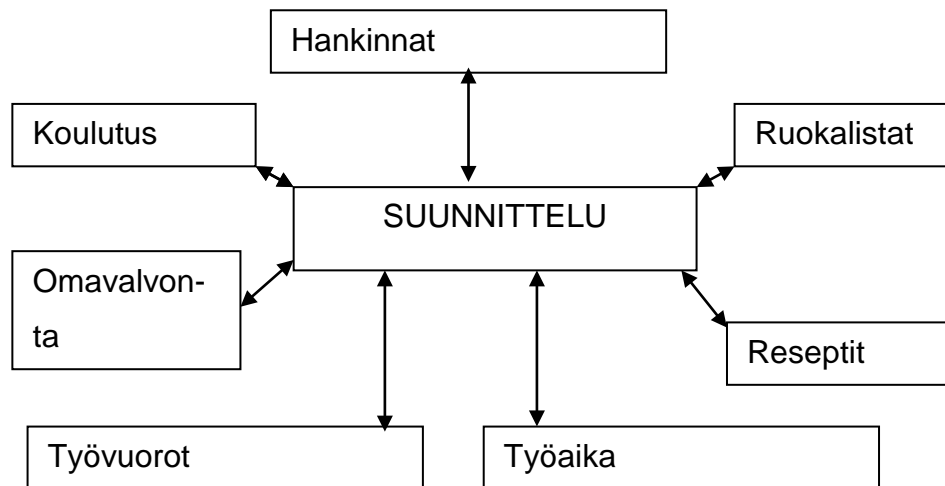 Hankinnat
Koulutus
Ruokalistat
SUUNNITTELU
Omavalvon-
ta
Reseptit
Työvuorot
Työaika